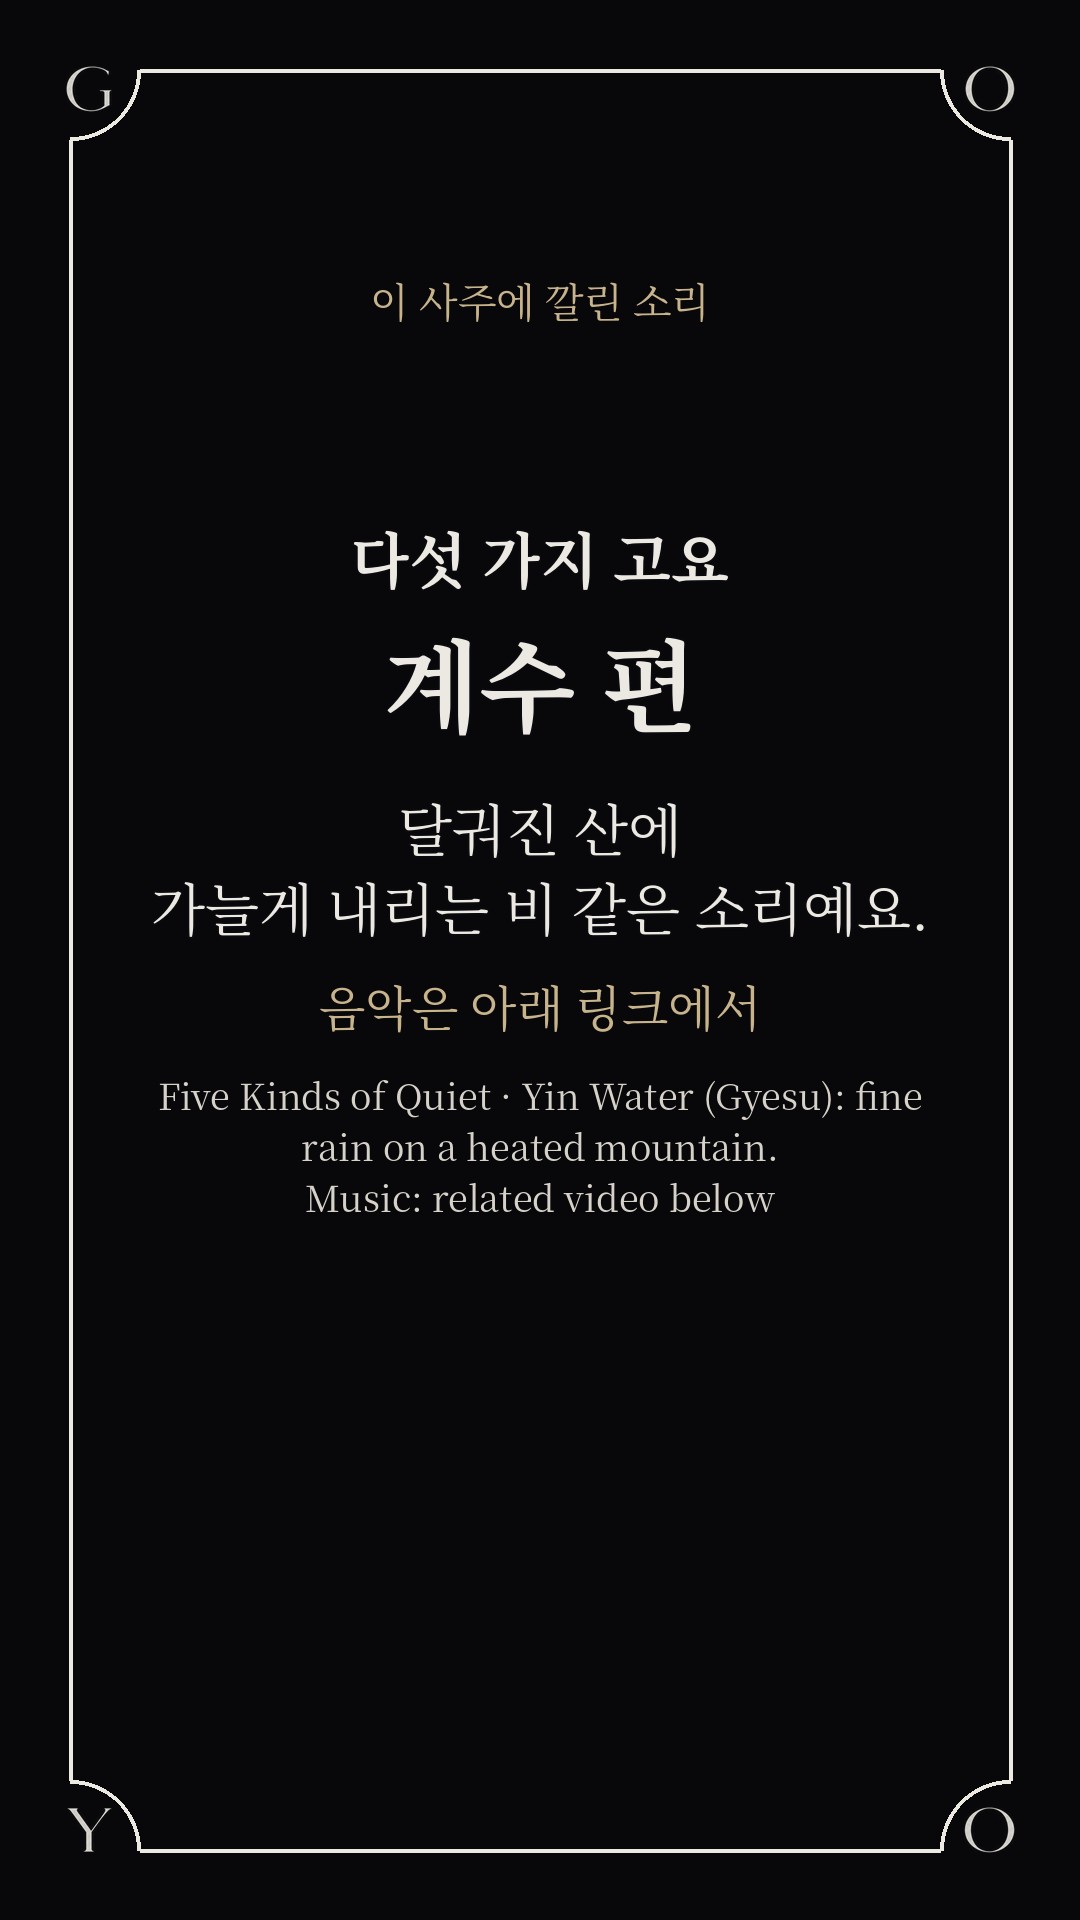 G O
이 사주에 깔린 소리
다섯 가지 고요
계수 편
달궈진 산에
가늘게 내리는 비 같은 소리예요.
음악은 아래 링크에서
Five Kinds of Quiet · Yin Water (Gyesu): fine
rain on a heated mountain.
Music: related video below
Y O